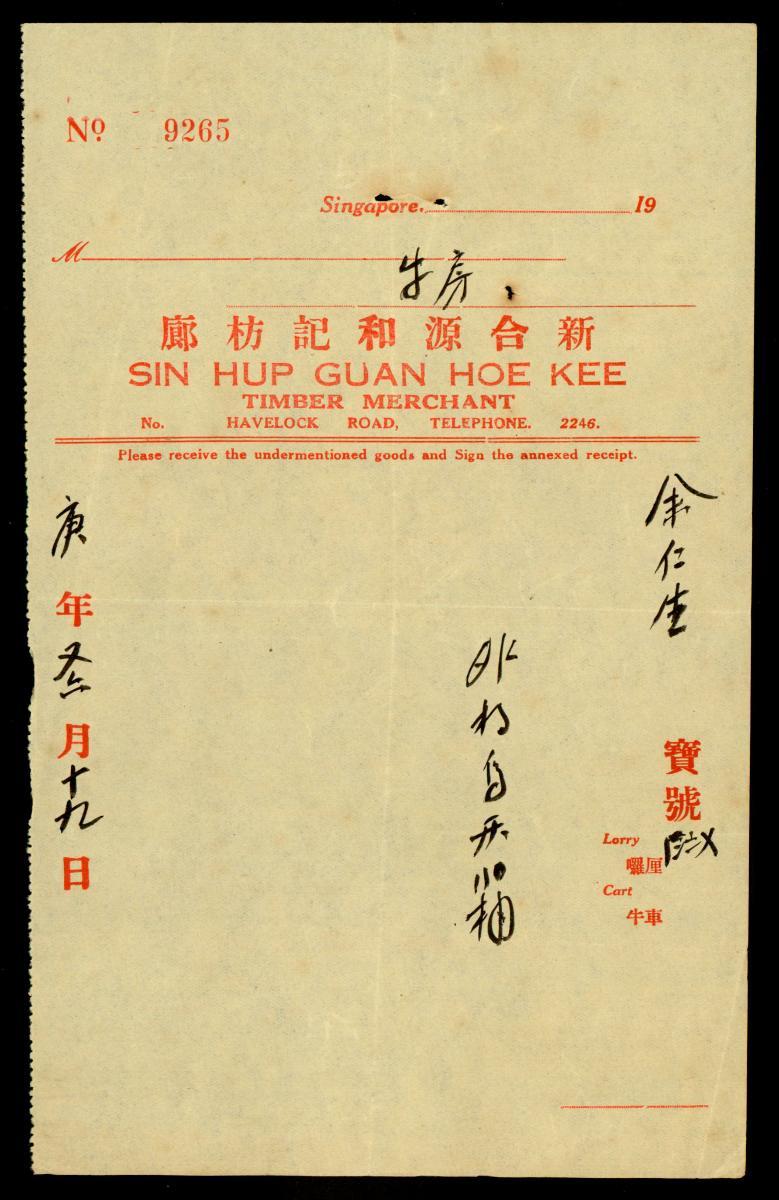 Nº 9265
Singapore. 19
M
牛房
新合源和記枋廊
SIN HUP GUAN HOE KEE
TIMBER MERCHANT
No. HAVELOCK ROAD, TELEPHONE. 2246.
Please receive the undermentioned goods and Sign the annexed receipt.
余仁生
寶號
Lorry
囉厘
Cart
牛車
庚年 月十九日